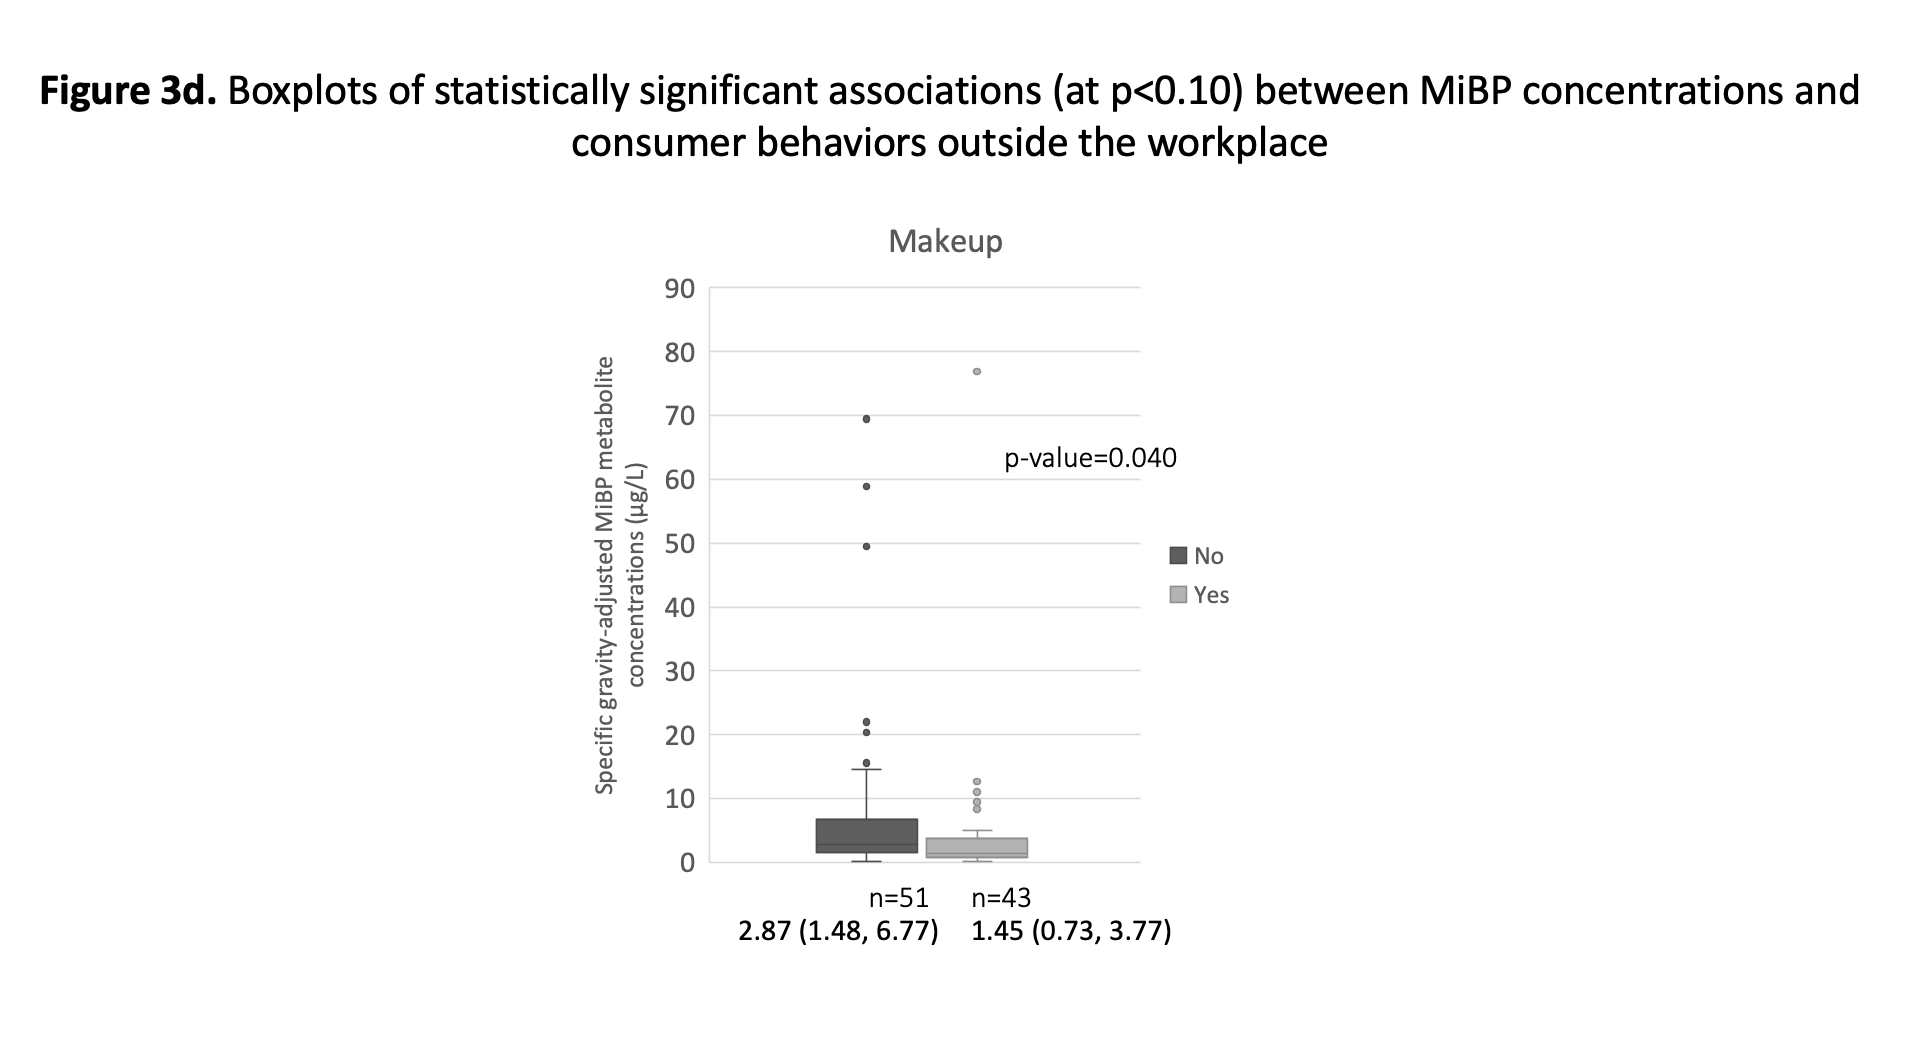 Figure 3d. Boxplots of statistically significant associations (at p<0.10) between MiBP concentrations and
consumer behaviors outside the workplace
Makeup
Specific gravity-adjusted MiBP metabolite
concentrations (µg/L)
90
80
70
60
50
40
30
20
10
0
p-value=0.040
No
Yes
n=51 n=43
2.87 (1.48, 6.77) 1.45 (0.73, 3.77)